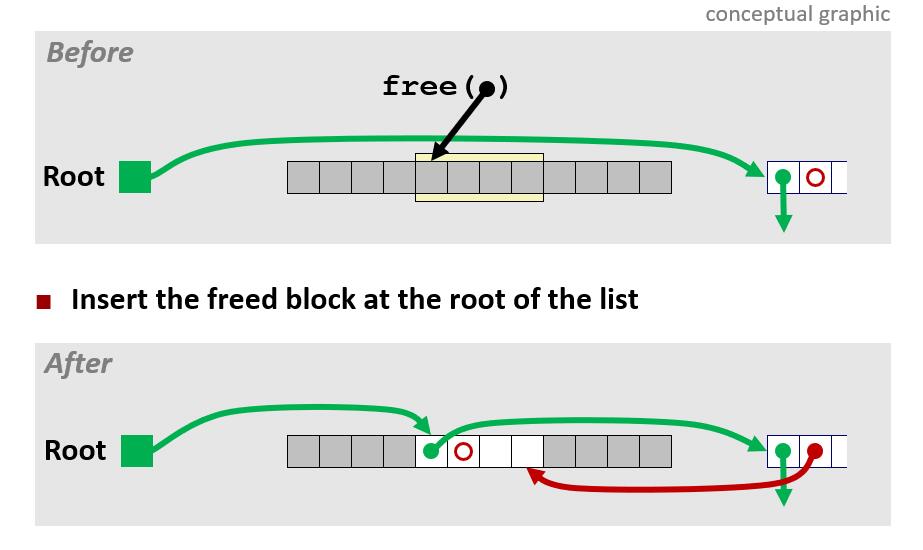 conceptual graphic
Before
free( )
Root
Insert the freed block at the root of the list
After
Root